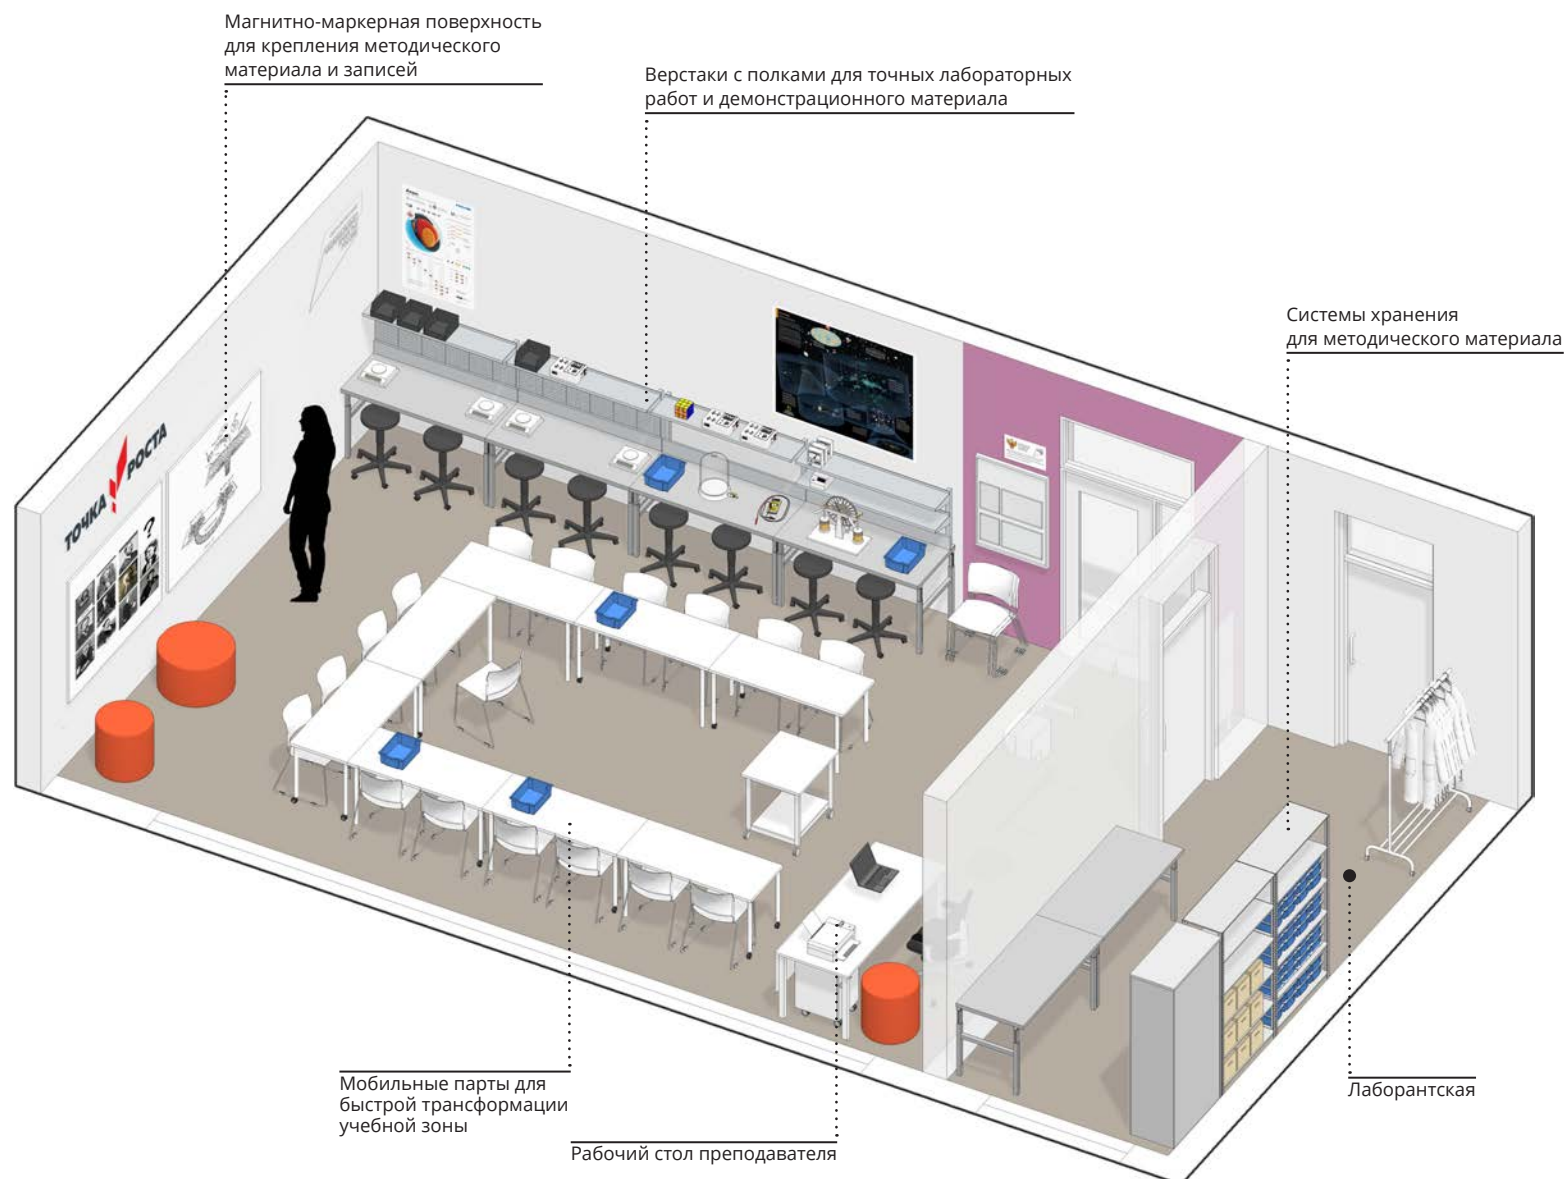 Магнитно-маркерная поверхность
для крепления методического
материала и записей
Верстаки с полками для точных лабораторных
работ и демонстрационного материала
Системы хранения
для методического материала
ТОЧКА РОСТА
?
Мобильные парты для
быстрой трансформации
учебной зоны
Рабочий стол преподавателя
Лаборантская